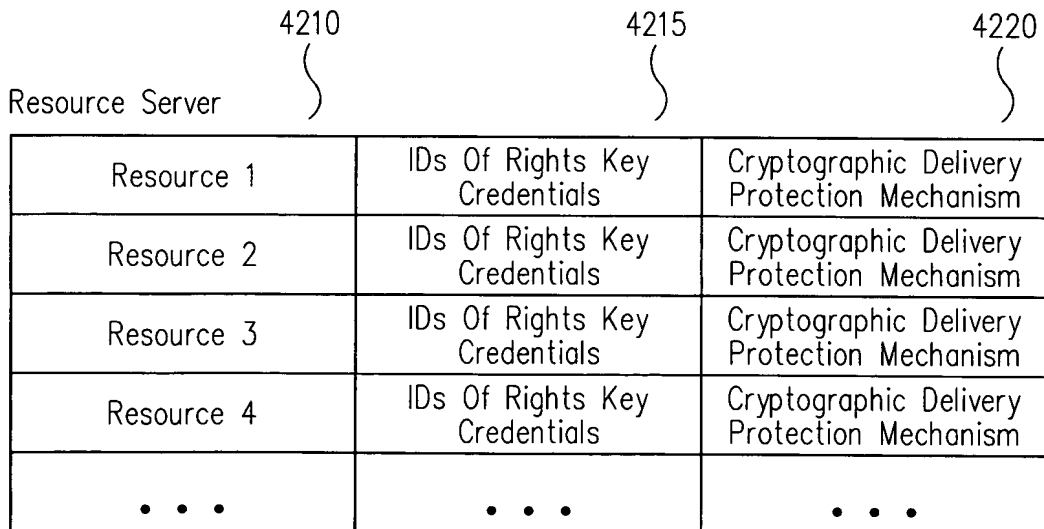 4210 4215 4220
Resource Server
Resource 1
IDs Of Rights Key
Credentials
Cryptographic Delivery
Protection Mechanism
Resource 2
IDs Of Rights Key
Credentials
Cryptographic Delivery
Protection Mechanism
Resource 3
IDs Of Rights Key
Credentials
Cryptographic Delivery
Protection Mechanism
Resource 4
IDs Of Rights Key
Credentials
Cryptographic Delivery
Protection Mechanism
• • • • • • • • •